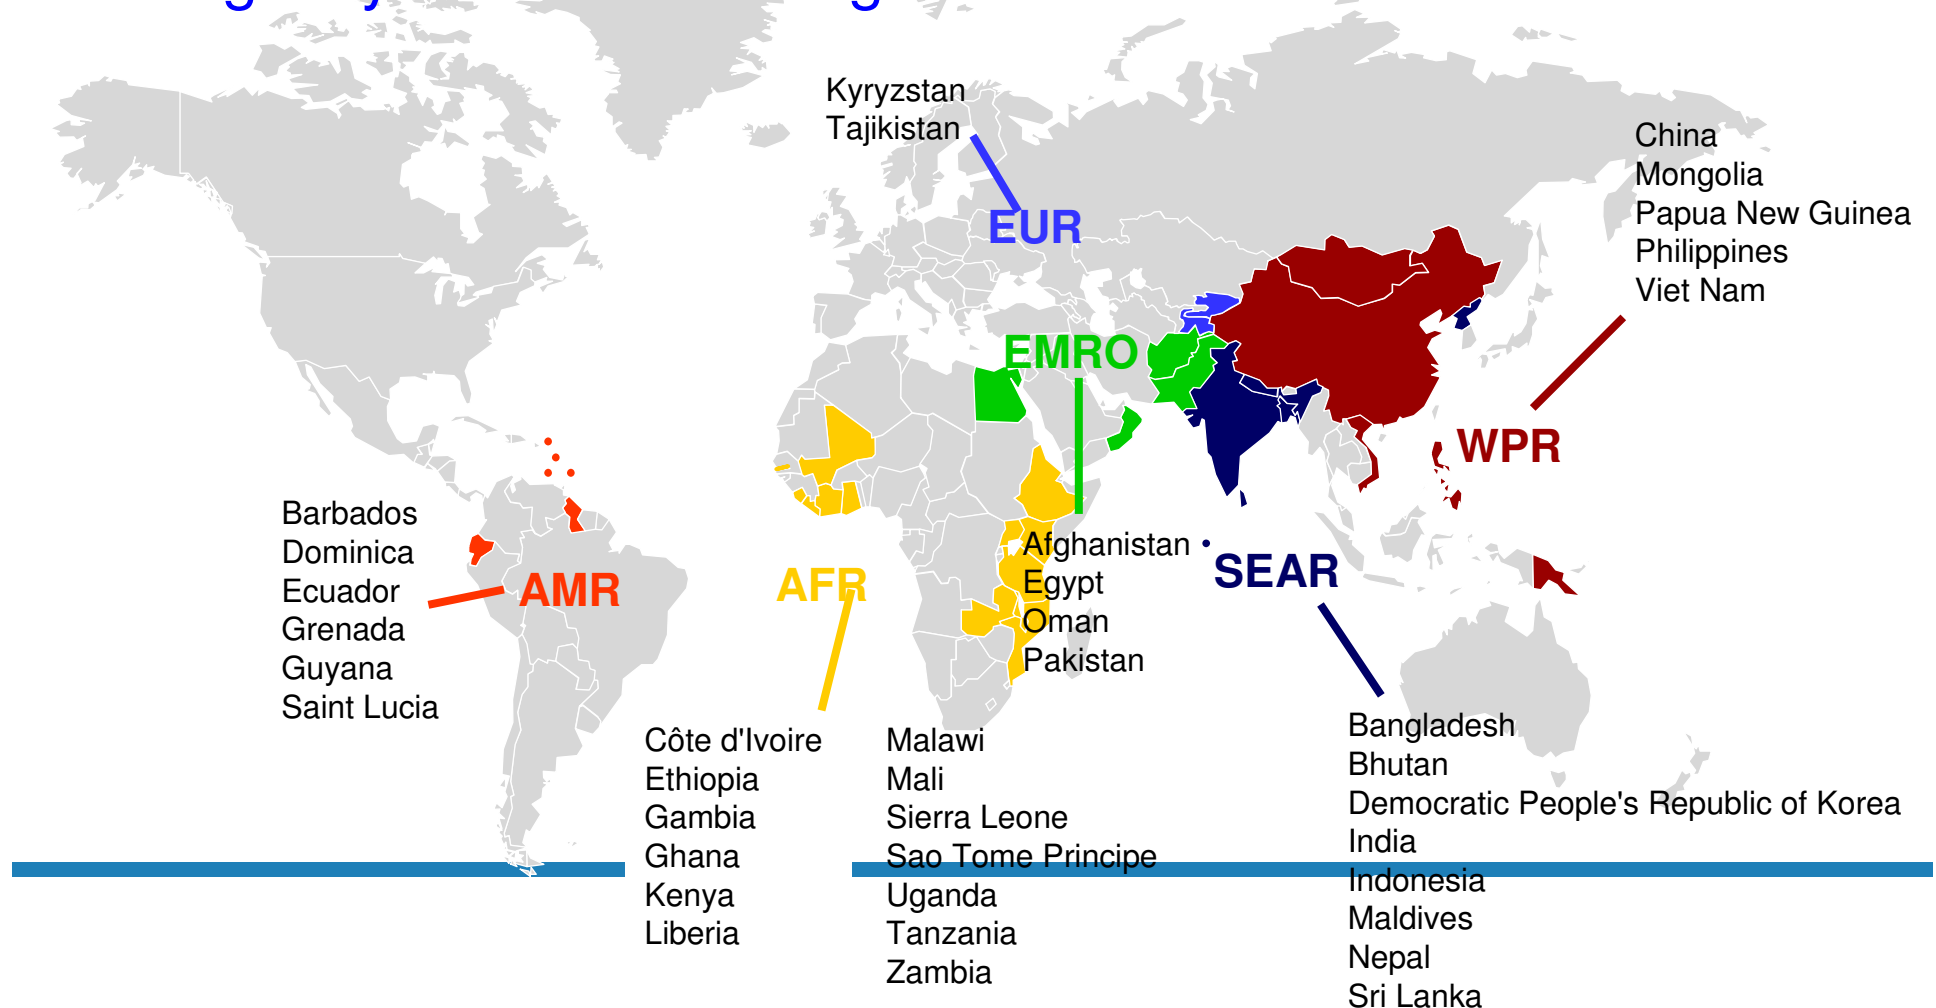 Kyryzstan
Tajikistan
EUR
China
Mongolia
Papua New Guinea
Philippines
Viet Nam
WPR
EMRO
Afghanistan
Egypt
Oman
Pakistan
SEAR
Barbados
Dominica
Ecuador
Grenada
Guyana
Saint Lucia
AMR
AFR
Côte d'Ivoire
Ethiopia
Gambia
Ghana
Kenya
Liberia
Malawi
Mali
Sierra Leone
Sao Tome Principe
Uganda
Tanzania
Zambia
Bangladesh
Bhutan
Democratic People's Republic of Korea
India
Indonesia
Maldives
Nepal
Sri Lanka